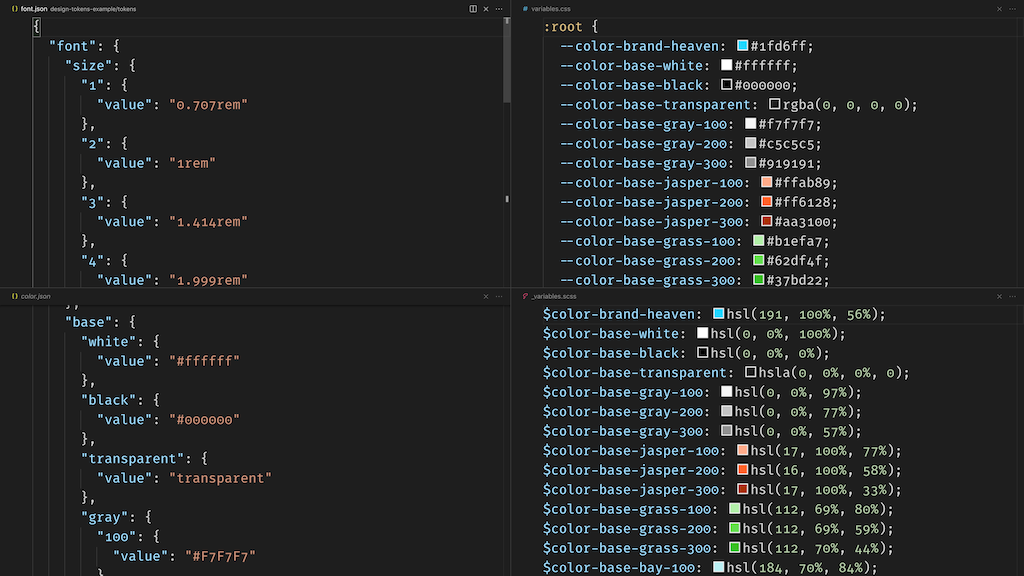 font.json design-tokens-example/tokens
{
"font": {
"size": {
"1": {
"value": "0.707rem"
},
"2": {
"value": "1rem"
},
"3": {
"value": "1.414rem"
},
"4": {
"value": "1.999rem"
variables.css
:root {
--color-brand-heaven: #1fd6ff;
--color-base-white: #ffffff;
--color-base-black: #000000;
--color-base-transparent: rgba(0, 0, 0, 0);
--color-base-gray-100: #f7f7f7;
--color-base-gray-200: #c5c5c5;
--color-base-gray-300: #919191;
--color-base-jasper-100: #ffab89;
--color-base-jasper-200: #ff6128;
--color-base-jasper-300: #aa3100;
--color-base-grass-100: #b1efa7;
--color-base-grass-200: #62df4f;
--color-base-grass-300: #37bd22;
color.json
},
"base": {
"white": {
"value": "#ffffff"
},
"black": {
"value": "#000000"
},
"transparent": {
"value": "transparent"
},
"gray": {
"100": {
"value": "#F7F7F7"
}
_variables.scss
$color-brand-heaven: hsl(191, 100%, 56%);
$color-base-white: hsl(0, 0%, 100%);
$color-base-black: hsl(0, 0%, 0%);
$color-base-transparent: hsla(0, 0%, 0%, 0);
$color-base-gray-100: hsl(0, 0%, 97%);
$color-base-gray-200: hsl(0, 0%, 77%);
$color-base-gray-300: hsl(0, 0%, 57%);
$color-base-jasper-100: hsl(17, 100%, 77%);
$color-base-jasper-200: hsl(16, 100%, 58%);
$color-base-jasper-300: hsl(17, 100%, 33%);
$color-base-grass-100: hsl(112, 69%, 80%);
$color-base-grass-200: hsl(112, 69%, 59%);
$color-base-grass-300: hsl(112, 70%, 44%);
$color-base-bay-100: hsl(184, 70%, 84%);